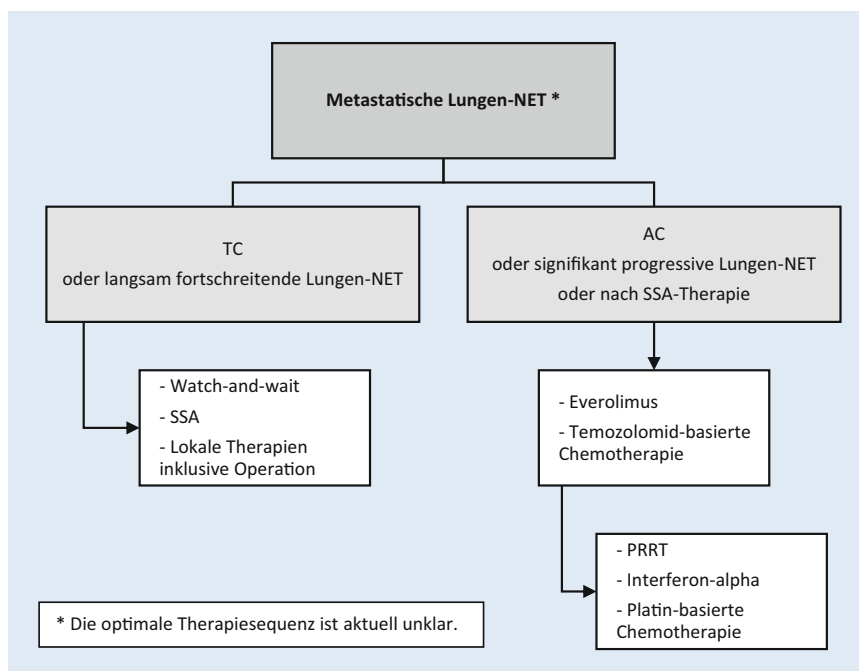 Metastatische Lungen-NET *
TC
oder langsam fortschreitende Lungen-NET
AC
oder signifikant progressive Lungen-NET
oder nach SSA-Therapie
- Watch-and-wait
- SSA
- Lokale Therapien
inklusive Operation
- Everolimus
- Temozolomid-basierte
Chemotherapie
- PRRT
- Interferon-alpha
- Platin-basierte
Chemotherapie
* Die optimale Therapiesequenz ist aktuell unklar.